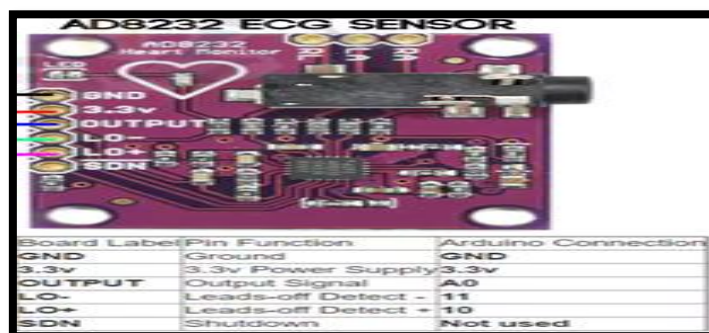 AD8232 ECG SENSOR
AD8232
Heart Monitor
LED
GND
3.3v
OUTPUT
LO-
LO+
SDN
Board Label Pin Function Arduino Connection
GND Ground GND
3.3v 3.3v Power Supply 3.3v
OUTPUT Output Signal A0
LO- Leads-off Detect - 11
LO+ Leads-off Detect + 10
SDN Shutdown Not used